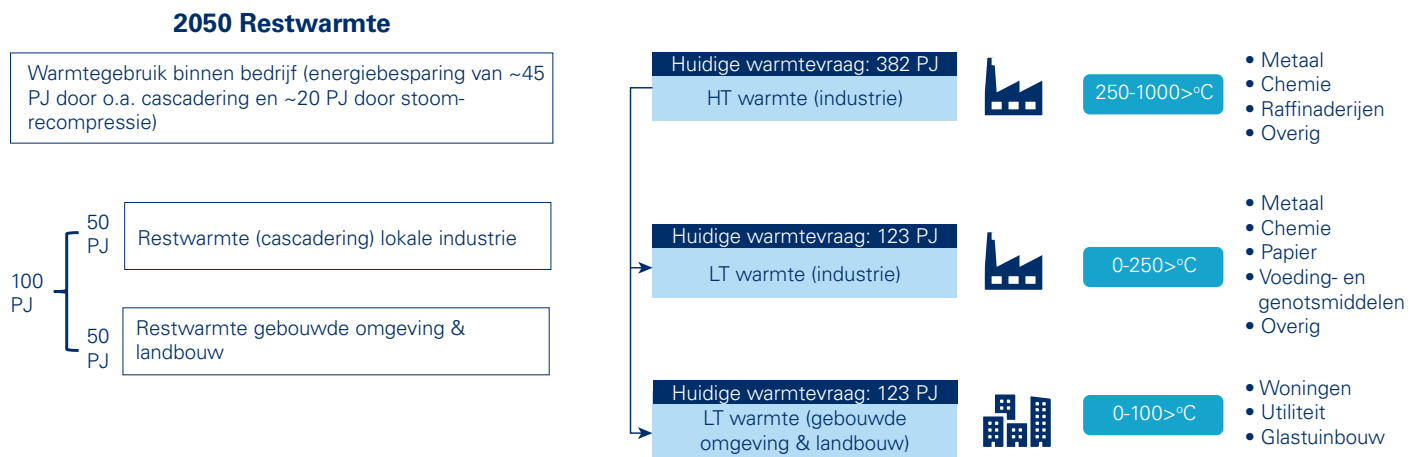 2050 Restwarmte
Warmtegebruik binnen bedrijf (energiebesparing van ~45
PJ door o.a. cascadering en ~20 PJ door stoom-
recompressie)
100
PJ
50
PJ
Restwarmte (cascadering) lokale industrie
50
PJ
Restwarmte gebouwde omgeving &
landbouw
Huidige warmtevraag: 382 PJ
HT warmte (industrie)
250-1000>°C
• Metaal
• Chemie
• Raffinaderijen
• Overig
Huidige warmtevraag: 123 PJ
LT warmte (industrie)
0-250>°C
• Metaal
• Chemie
• Papier
• Voeding- en
genotsmiddelen
• Overig
Huidige warmtevraag: 123 PJ
LT warmte (gebouwde
omgeving & landbouw)
0-100>°C
• Woningen
• Utiliteit
• Glastuinbouw